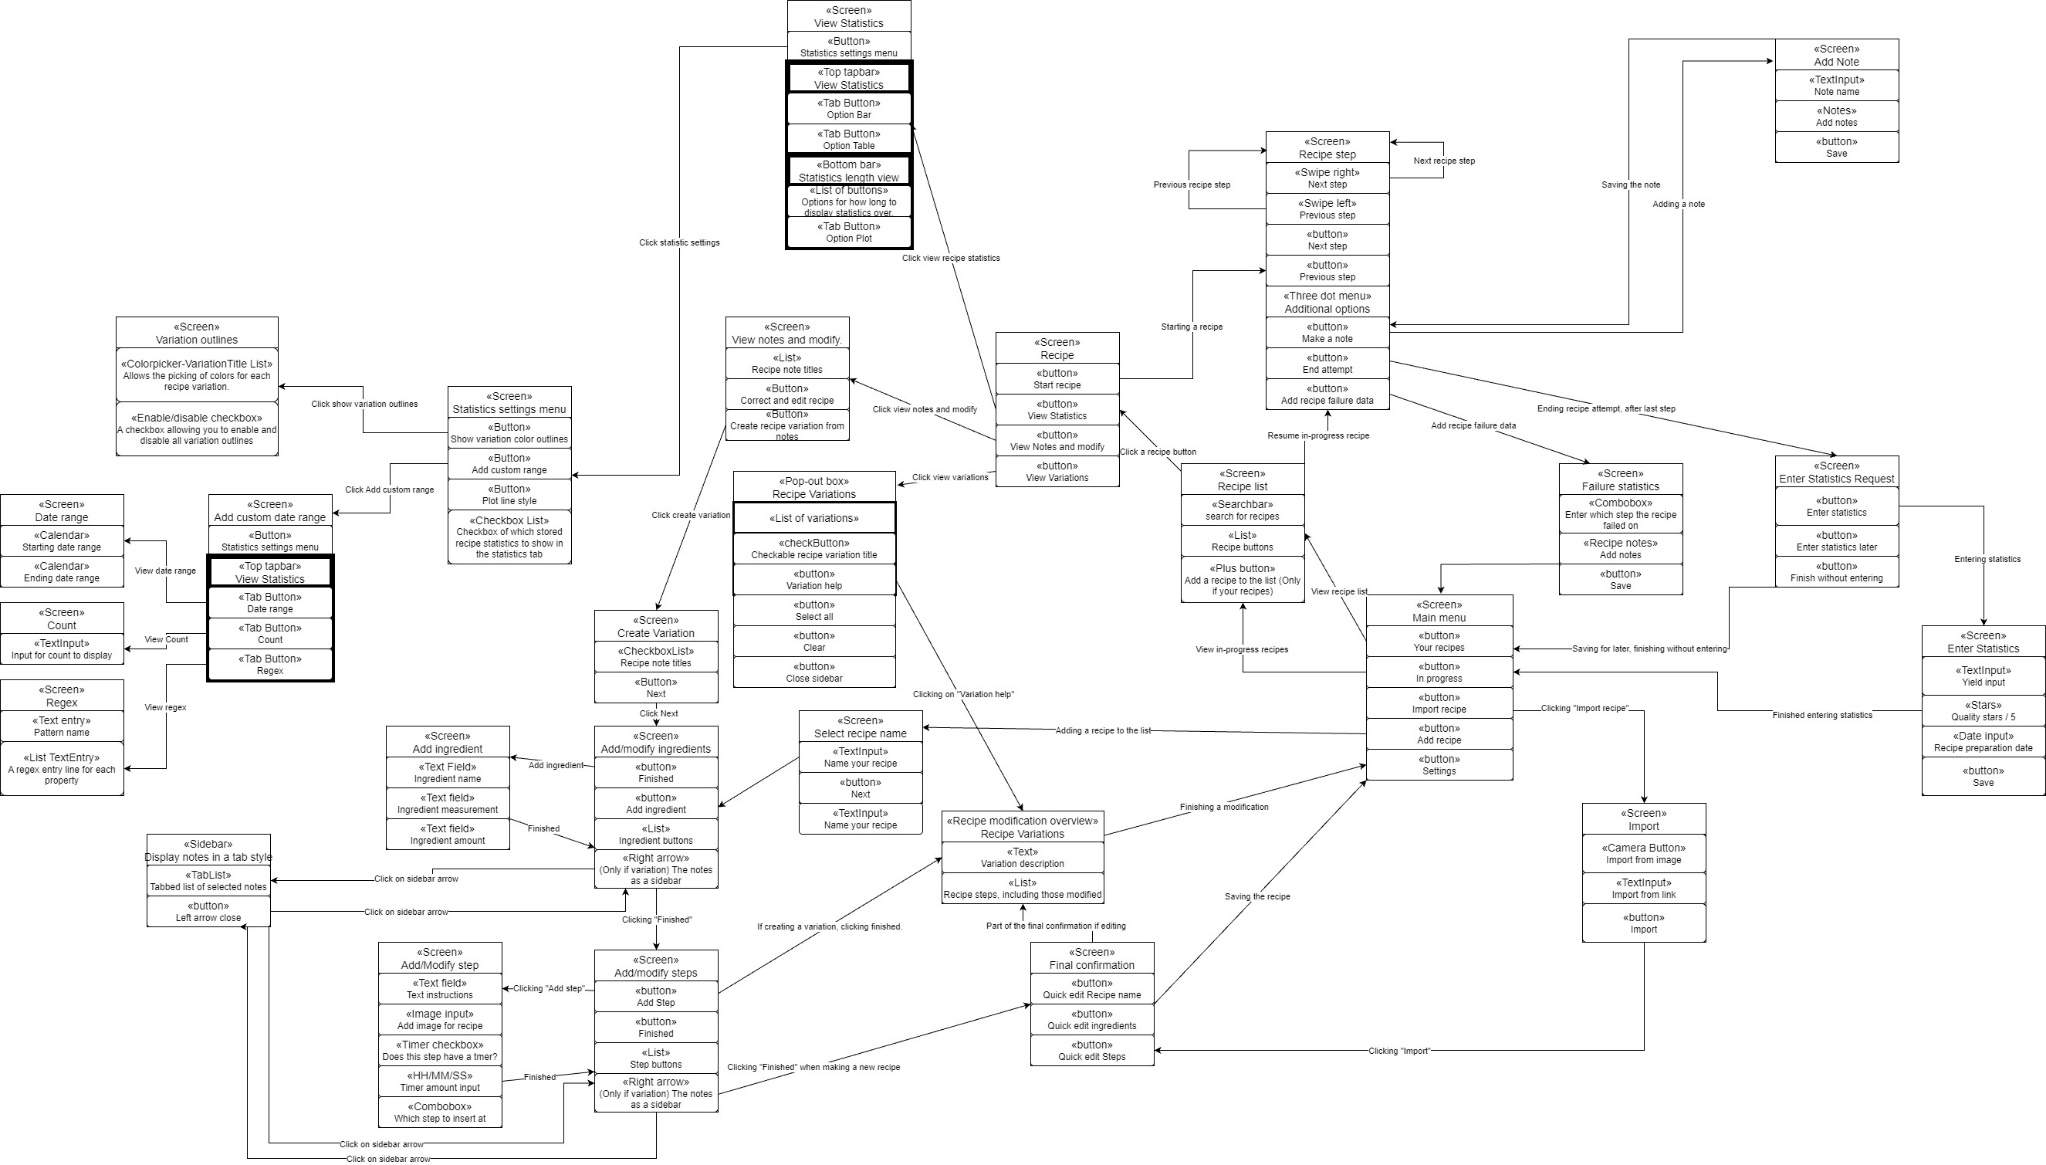 «Screen»
View Statistics
«Button»
Statistics settings menu
«Top tapbar»
View Statistics
«Tab Button»
Option Bar
«Tab Button»
Option Table
«Bottom bar»
Statistics length view
«List of buttons»
Options for how long to
display statistics over.
«Tab Button»
Option Plot
Click statistic settings
Click view recipe statistics
«Screen»
Add Note
«TextInput»
Note name
«Notes»
Add notes
«button»
Save
Saving the note
Adding a note
«Screen»
Recipe step
«Swipe right»
Next step
«Swipe left»
Previous step
«button»
Next step
«button»
Previous step
«Three dot menu»
Additional options
«button»
Make a note
«button»
End attempt
«button»
Add recipe failure data
Next recipe step
Previous recipe step
Starting a recipe
Resume in-progress recipe
Ending recipe attempt, after last step
Add recipe failure data
«Screen»
Variation outlines
«Colorpicker-VariationTitle List»
Allows the picking of colors for each
recipe variation.
«Enable/disable checkbox»
A checkbox allowing you to enable and
disable all variation outlines
Click show variation outlines
«Screen»
Statistics settings menu
«Button»
Show variation color outlines
«Button»
Add custom range
«Button»
Plot line style
«Checkbox List»
Checkbox of which stored
recipe statistics to show in
the statistics tab
Click Add custom range
«Screen»
View notes and modify.
«List»
Recipe note titles
«Button»
Correct and edit recipe
«Button»
Create recipe variation from
notes
Click view notes and modify
Click create variation
«Screen»
Recipe
«button»
Start recipe
«button»
View Statistics
«button»
View Notes and modify
«button»
View Variations
Click a recipe button
Click view variations
«Pop-out box»
Recipe Variations
«List of variations»
«checkButton»
Checkable recipe variation title
«button»
Variation help
«button»
Select all
«button»
Clear
«button»
Close sidebar
Clicking on "Variation help"
«Screen»
Recipe list
«Searchbar»
search for recipes
«List»
Recipe buttons
«Plus button»
Add a recipe to the list (Only
if your recipes)
View recipe list
View in-progress recipes
«Screen»
Failure statistics
«Combobox»
Enter which step the recipe
failed on
«Recipe notes»
Add notes
«button»
Save
«Screen»
Enter Statistics Request
«button»
Enter statistics
«button»
Enter statistics later
«button»
Finish without entering
Entering statistics
Saving for later, finishing without entering
«Screen»
Date range
«Calendar»
Starting date range
«Calendar»
Ending date range
View date range
«Screen»
Add custom date range
«Button»
Statistics settings menu
«Top tapbar»
View Statistics
«Tab Button»
Date range
«Tab Button»
Count
«Tab Button»
Regex
«Screen»
Count
«TextInput»
Input for count to display
View Count
«Screen»
Regex
«Text entry»
Pattern name
«List TextEntry»
A regex entry line for each
property
View regex
«Screen»
Create Variation
«CheckboxList»
Recipe note titles
«Button»
Next
Click Next
«Screen»
Main menu
«button»
Your recipes
«button»
In progress
«button»
Import recipe
«button»
Add recipe
«button»
Settings
«Screen»
Enter Statistics
«TextInput»
Yield input
«Stars»
Quality stars / 5
«Date input»
Recipe preparation date
«button»
Save
Finished entering statistics
Clicking "Import recipe"
Adding a recipe to the list
«Screen»
Select recipe name
«TextInput»
Name your recipe
«button»
Next
«TextInput»
Name your recipe
«Screen»
Add ingredient
«Text Field»
Ingredient name
«Text field»
Ingredient measurement
«Text field»
Ingredient amount
Add ingredient
Finished
«Screen»
Add/modify ingredients
«button»
Finished
«button»
Add ingredient
«List»
Ingredient buttons
«Right arrow»
(Only if variation) The notes
as a sidebar
Clicking "Finished"
«Sidebar»
Display notes in a tab style
«TabList»
Tabbed list of selected notes
«button»
Left arrow close
Click on sidebar arrow
Click on sidebar arrow
«Recipe modification overview»
Recipe Variations
«Text»
Variation description
«List»
Recipe steps, including those modified
Finishing a modification
Part of the final confirmation if editing
Saving the recipe
If creating a variation, clicking finished.
«Screen»
Import
«Camera Button»
Import from image
«TextInput»
Import from link
«button»
Import
Clicking "Import"
«Screen»
Final confirmation
«button»
Quick edit Recipe name
«button»
Quick edit ingredients
«button»
Quick edit Steps
«Screen»
Add/Modify step
«Text field»
Text instructions
«Image input»
Add image for recipe
«Timer checkbox»
Does this step have a tmer?
«HH/MM/SS»
Timer amount input
«Combobox»
Which step to insert at
Clicking "Add step"
Finished
«Screen»
Add/modify steps
«button»
Add Step
«button»
Finished
«List»
Step buttons
«Right arrow»
(Only if variation) The notes
as a sidebar
Clicking "Finished" when making a new recipe
Click on sidebar arrow
Click on sidebar arrow